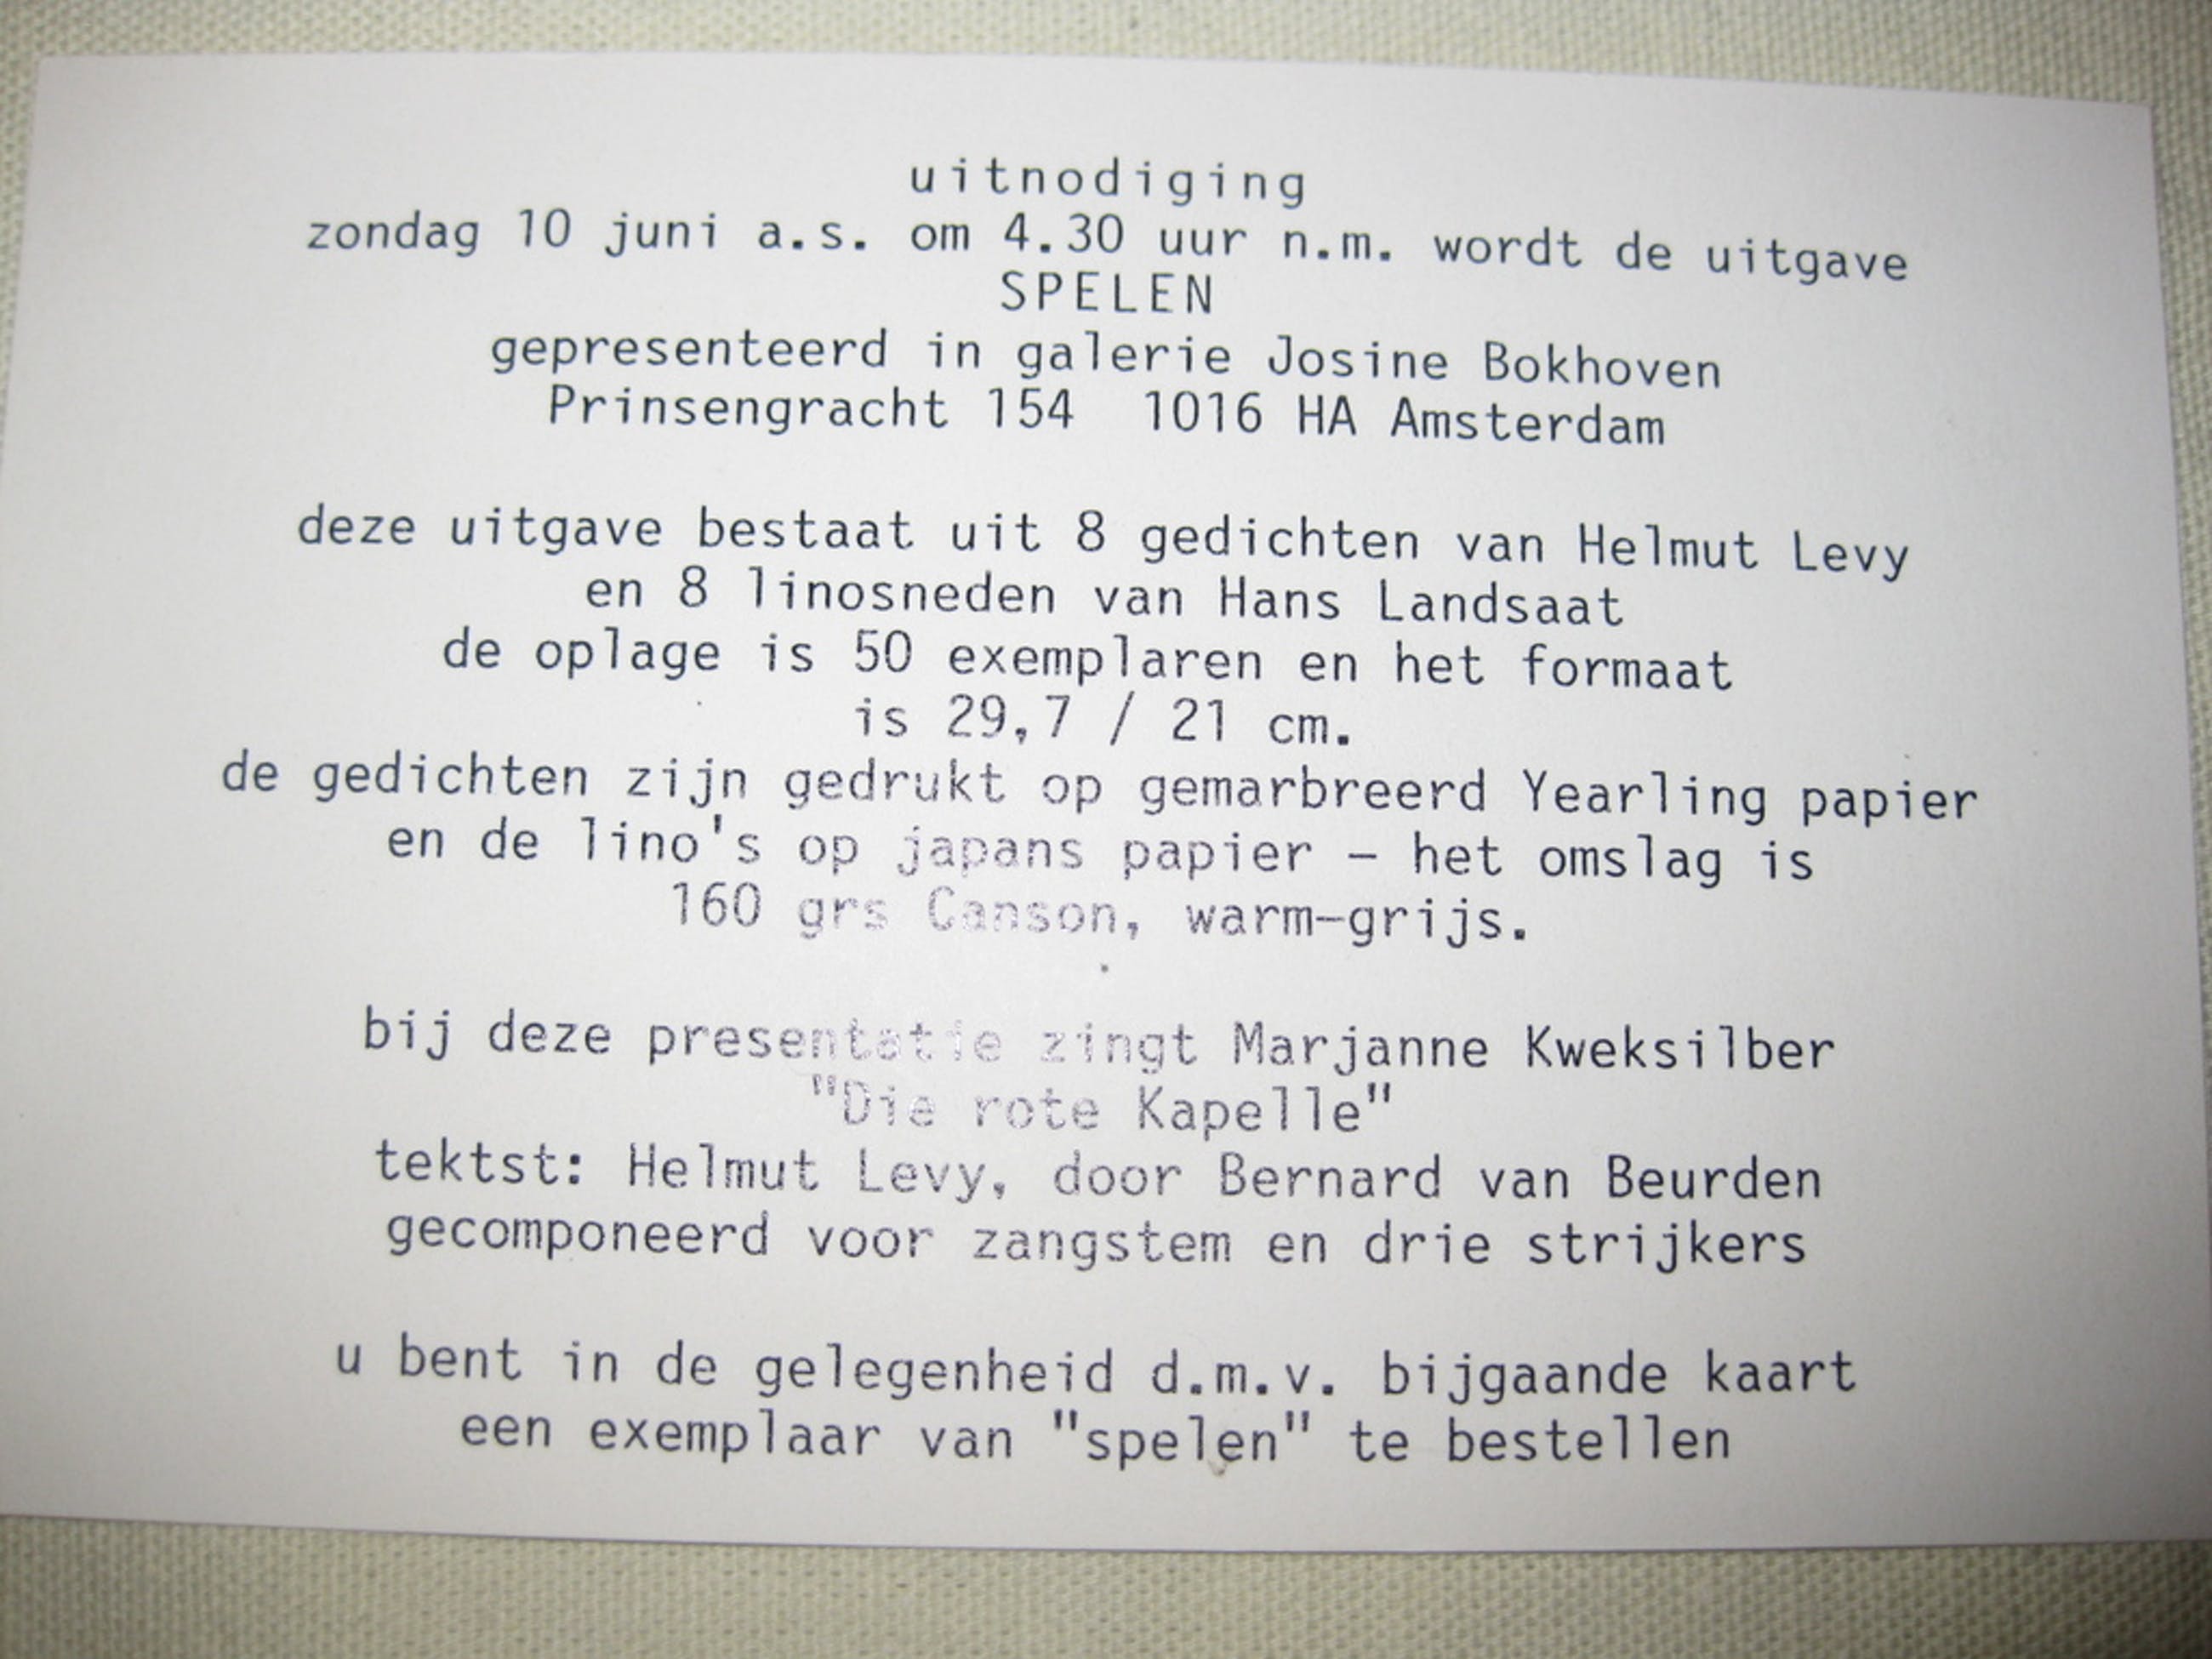 uitnodiging
zondag 10 juni a.s. om 4.30 uur n.m. wordt de uitgave
SPELEN
gepresenteerd in galerie Josine Bokhoven
Prinsengracht 154 1016 HA Amsterdam
deze uitgave bestaat uit 8 gedichten van Helmut Levy
en 8 linosneden van Hans Landsaat
de oplage is 50 exemplaren en het formaat
is 29,7 / 21 cm.
de gedichten zijn gedrukt op gemarbreerd Yearling papier
en de lino's op japans papier – het omslag is
160 grs Canson, warm-grijs.
bij deze presentatie zingt Marjanne Kweksilber
"Die rote Kapelle"
tektst: Helmut Levy, door Bernard van Beurden
gecomponeerd voor zangstem en drie strijkers
u bent in de gelegenheid d.m.v. bijgaande kaart
een exemplaar van "spelen" te bestellen